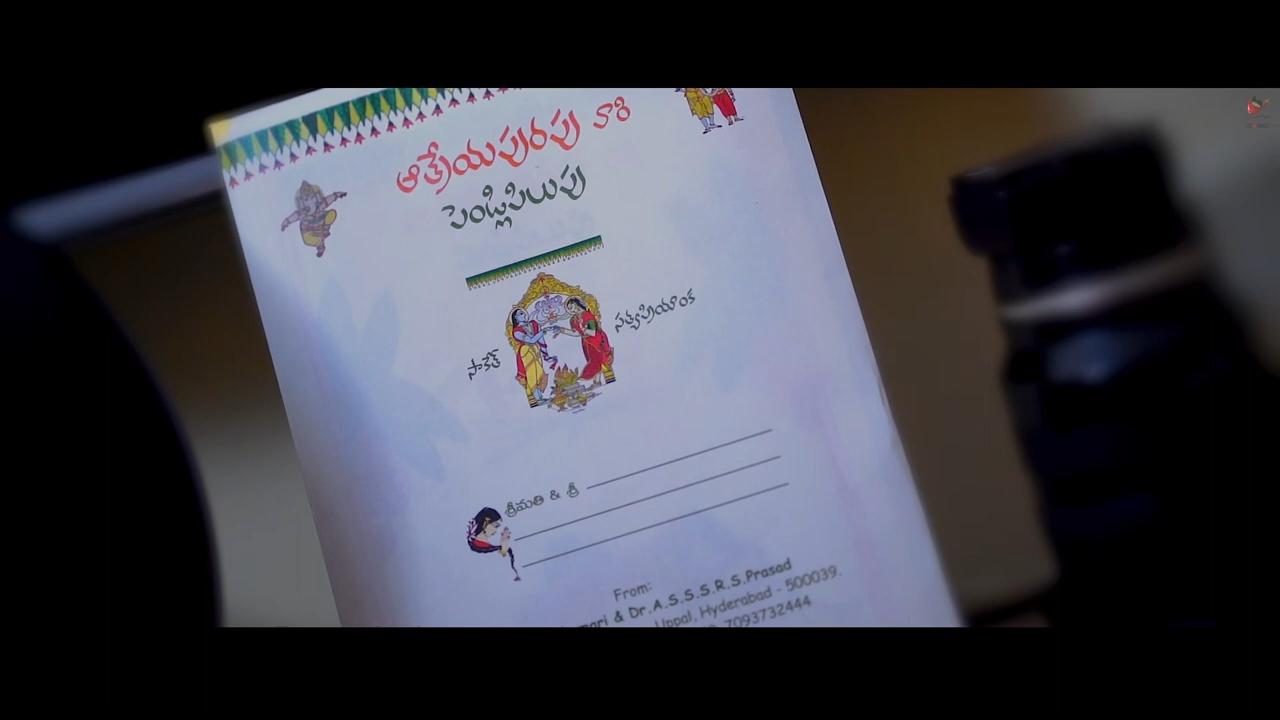 ఆత్రేయపురపు వారి
పెండ్లిపిలుపు
సాకేత్
సత్యప్రియాంక
శ్రీమతి & శ్రీ
From:
& Dr.A.S.S.S.R.S.Prasad
Uppal, Hyderabad - 500039.
7093732444